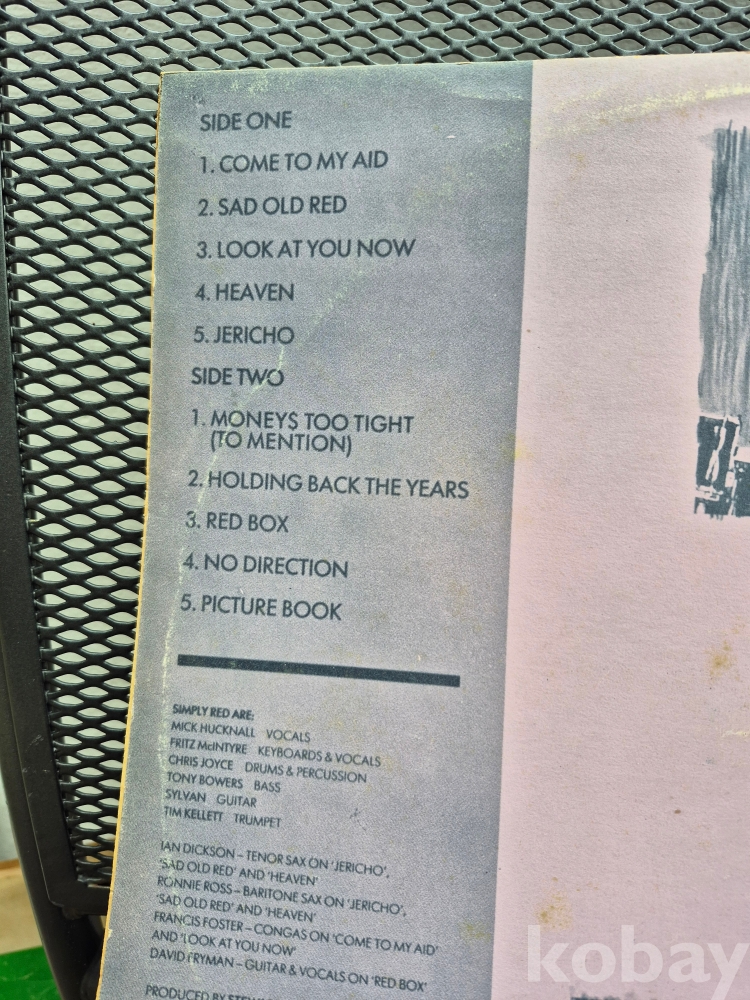 SIDE ONE
1. COME TO MY AID
2. SAD OLD RED
3. LOOK AT YOU NOW
4. HEAVEN
5. JERICHO
SIDE TWO
1. MONEY$ TOO TIGHT
(TO MENTION)
2. HOLDING BACK THE YEARS
3. RED BOX
4. NO DIRECTION
5. PICTURE BOOK
SIMPLY RED ARE:
MICK HUCKNALL VOCALS
FRITZ McINTYRE KEYBOARDS & VOCALS
CHRIS JOYCE DRUMS & PERCUSSION
TONY BOWERS BASS
SYLVAN GUITAR
TIM KELLETT TRUMPET
IAN DICKSON – TENOR SAX ON 'JERICHO',
'SAD OLD RED' AND 'HEAVEN'
RONNIE ROSS – BARITONE SAX ON 'JERICHO',
'SAD OLD RED' AND 'HEAVEN'
FRANCIS FOSTER – CONGAS ON 'COME TO MY AID'
AND 'LOOK AT YOU NOW'
DAVID FRYMAN – GUITAR & VOCALS ON 'RED BOX'
PRODUCED BY
kobay